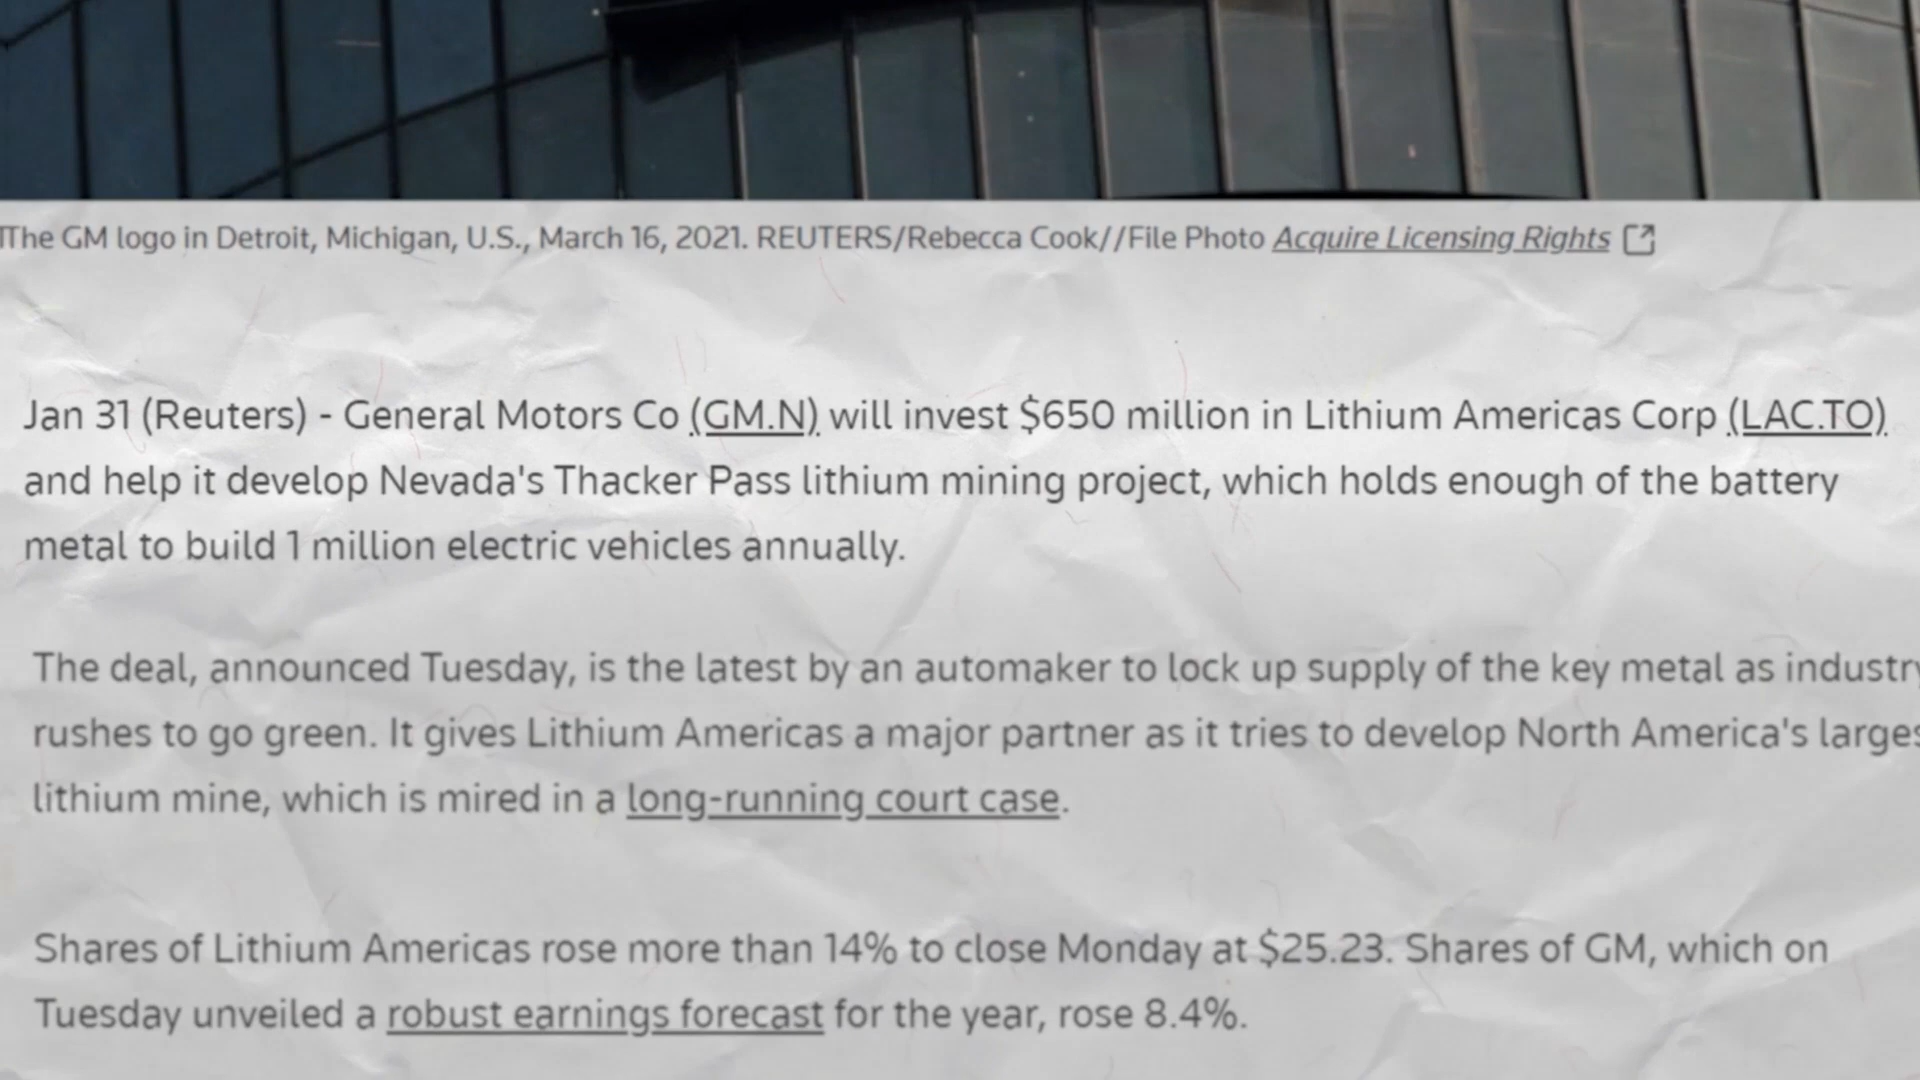 The GM logo in Detroit, Michigan, U.S., March 16, 2021. REUTERS/Rebecca Cook//File Photo Acquire Licensing Rights
Jan 31 (Reuters) - General Motors Co (GM.N) will invest $650 million in Lithium Americas Corp (LAC.TO)
and help it develop Nevada's Thacker Pass lithium mining project, which holds enough of the battery
metal to build 1 million electric vehicles annually.
The deal, announced Tuesday, is the latest by an automaker to lock up supply of the key metal as industry
rushes to go green. It gives Lithium Americas a major partner as it tries to develop North America's larges
lithium mine, which is mired in a long-running court case.
Shares of Lithium Americas rose more than 14% to close Monday at $25.23. Shares of GM, which on
Tuesday unveiled a robust earnings forecast for the year, rose 8.4%.